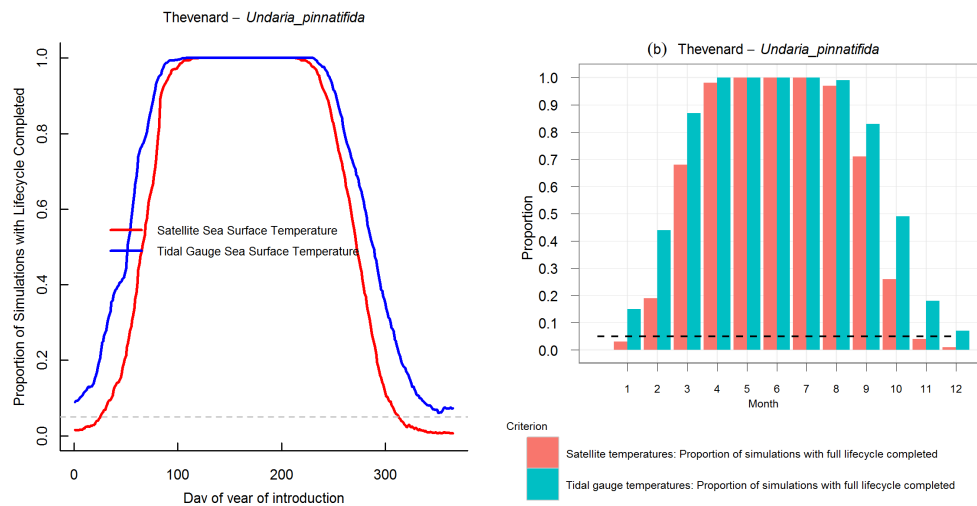 Thevenard – Undaria_pinnatifida
Proportion of Simulations with Lifecycle Completed
1.0
0.8
0.6
0.4
0.2
0.0
Satellite Sea Surface Temperature
Tidal Gauge Sea Surface Temperature
0 100 200 300
Day of year of introduction
(b) Thevenard – Undaria_pinnatifida
Proportion
1.0
0.9
0.8
0.7
0.6
0.5
0.4
0.3
0.2
0.1
0.0
1 2 3 4 5 6 7 8 9 10 11 12
Month
Criterion
Satellite temperatures: Proportion of simulations with full lifecycle completed
Tidal gauge temperatures: Proportion of simulations with full lifecycle completed